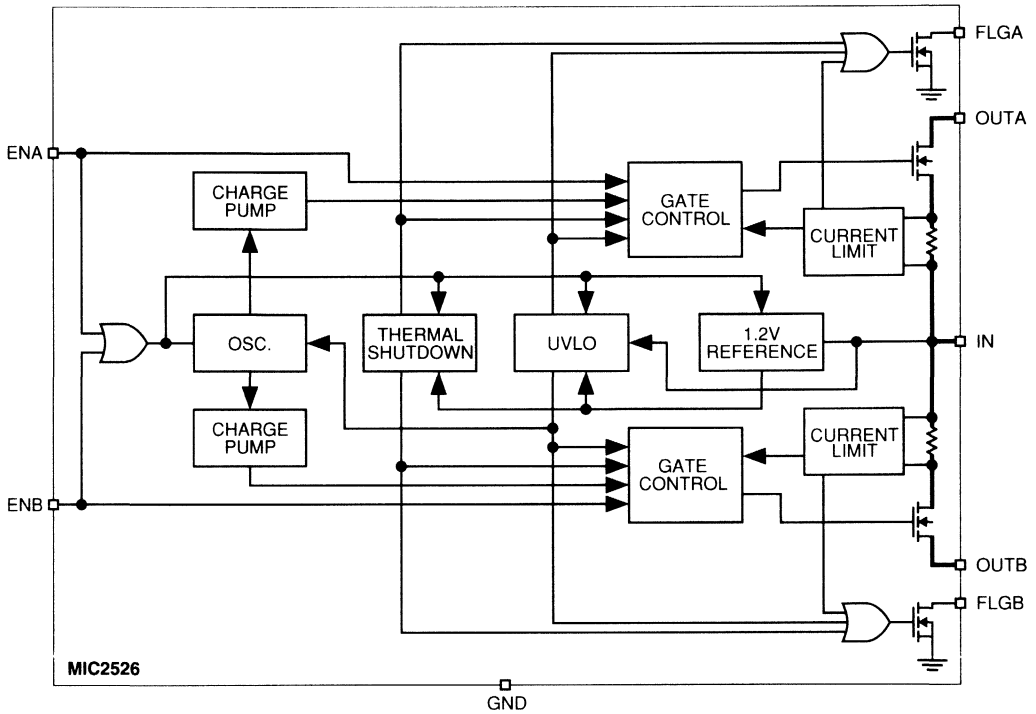 FLGA
OUTA
ENA
CHARGE
PUMP
GATE
CONTROL
CURRENT
LIMIT
OSC.
THERMAL
SHUTDOWN
UVLO
1.2V
REFERENCE
IN
CHARGE
PUMP
GATE
CONTROL
CURRENT
LIMIT
ENB
OUTB
FLGB
MIC2526
GND